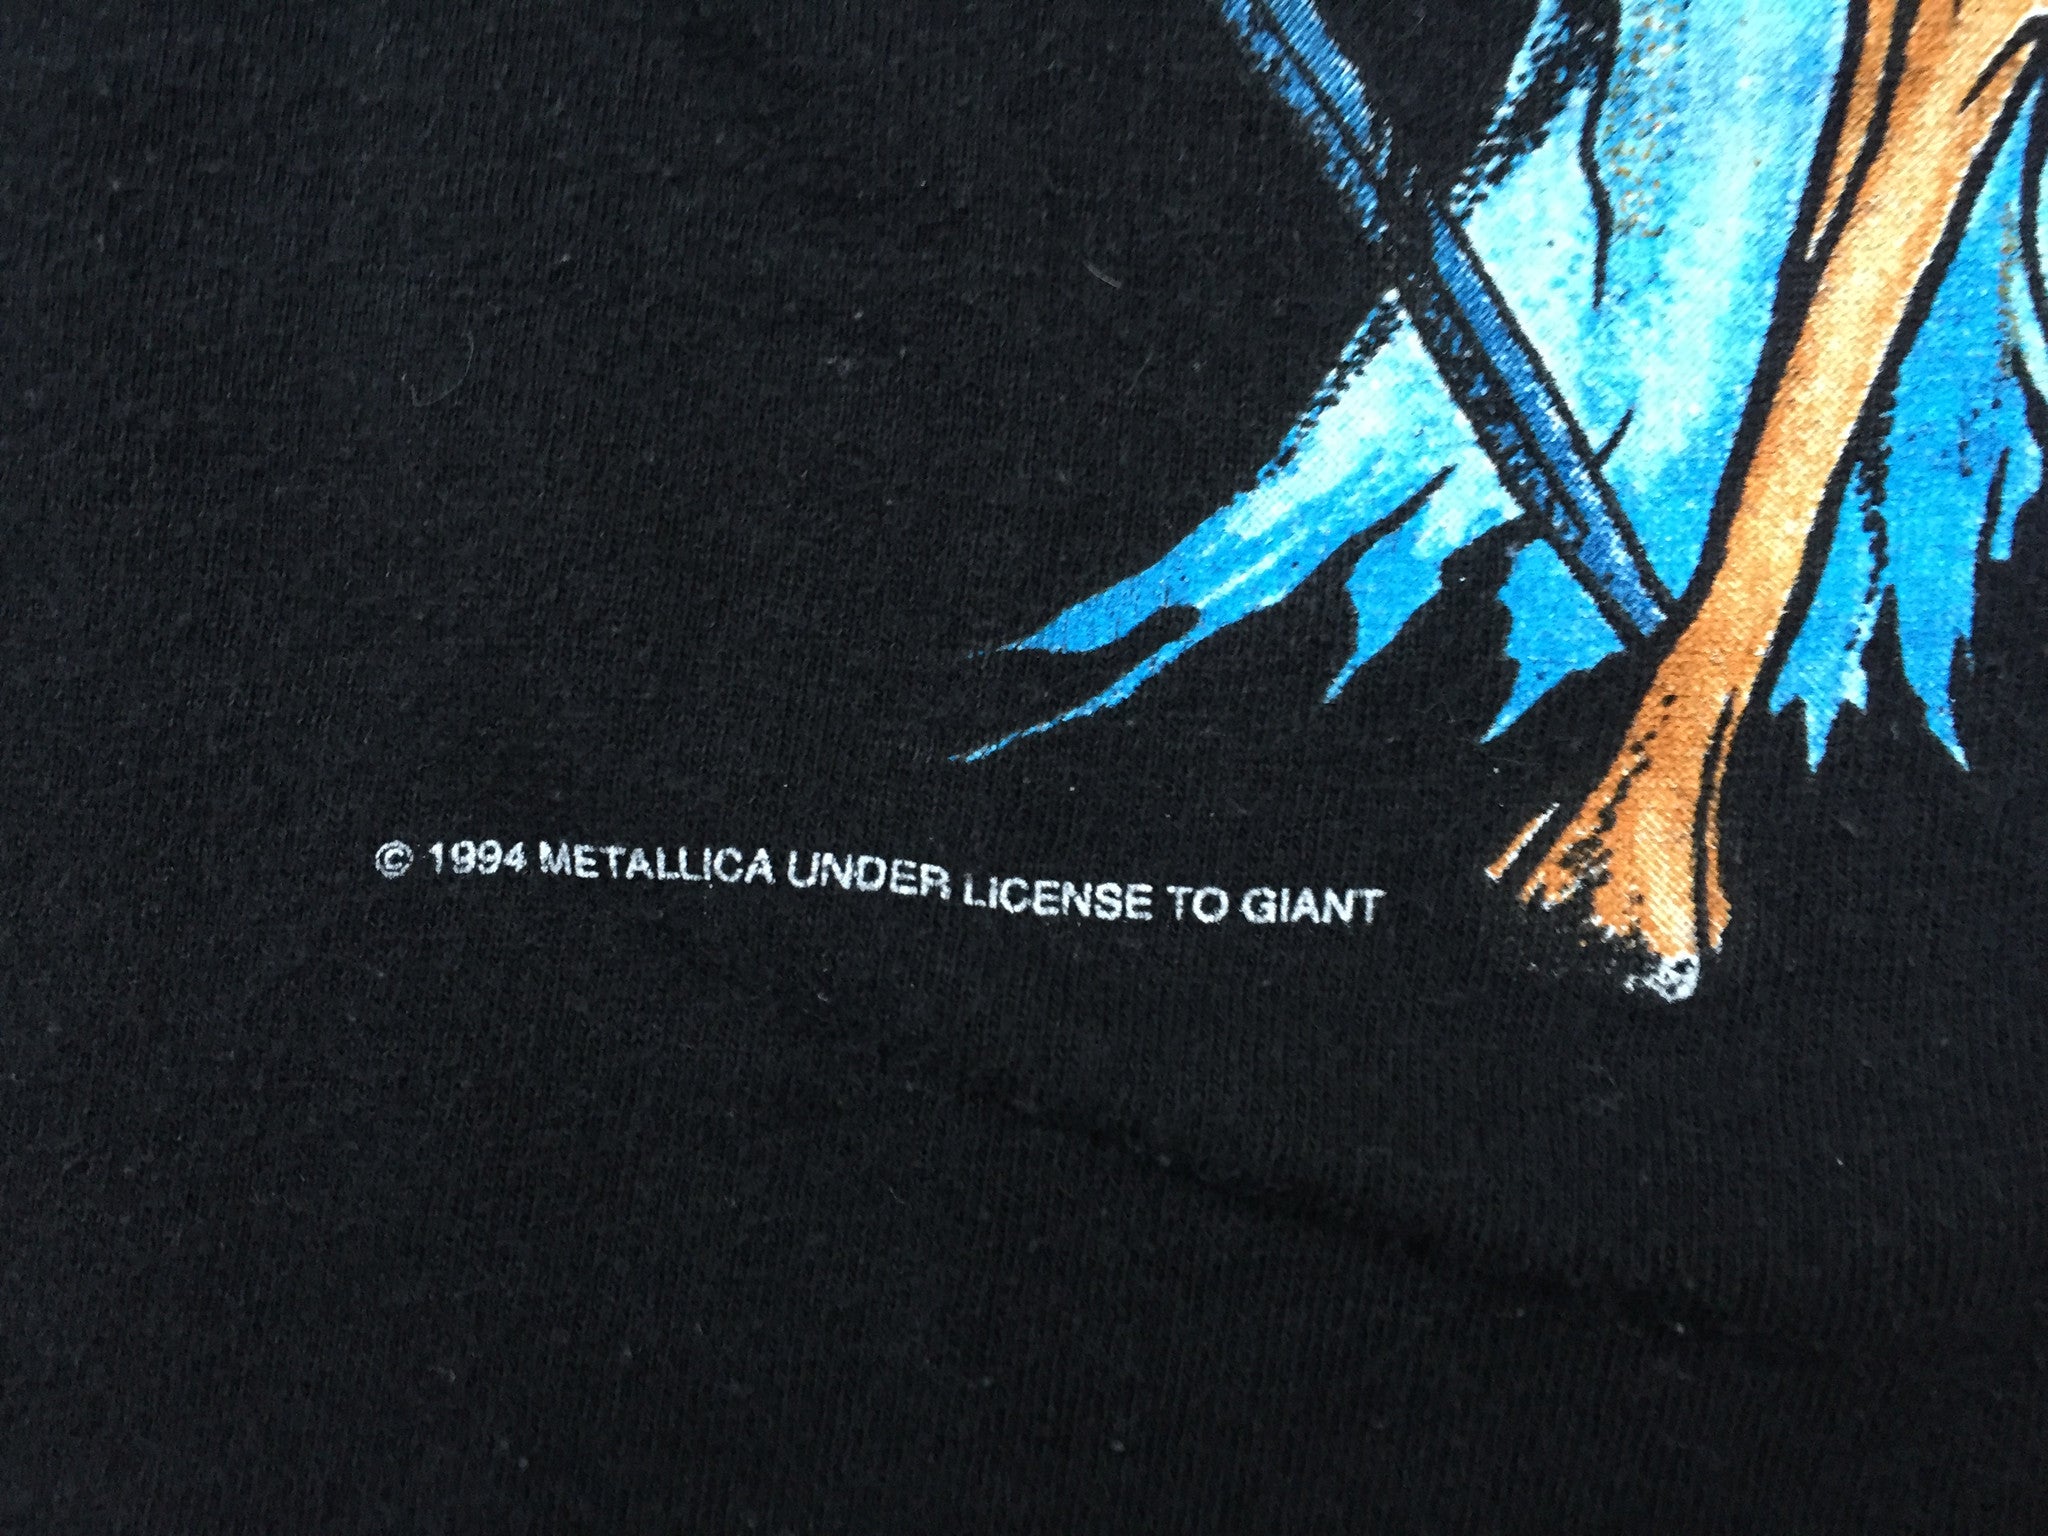 © 1994 METALLICA UNDER LICENSE TO GIANT